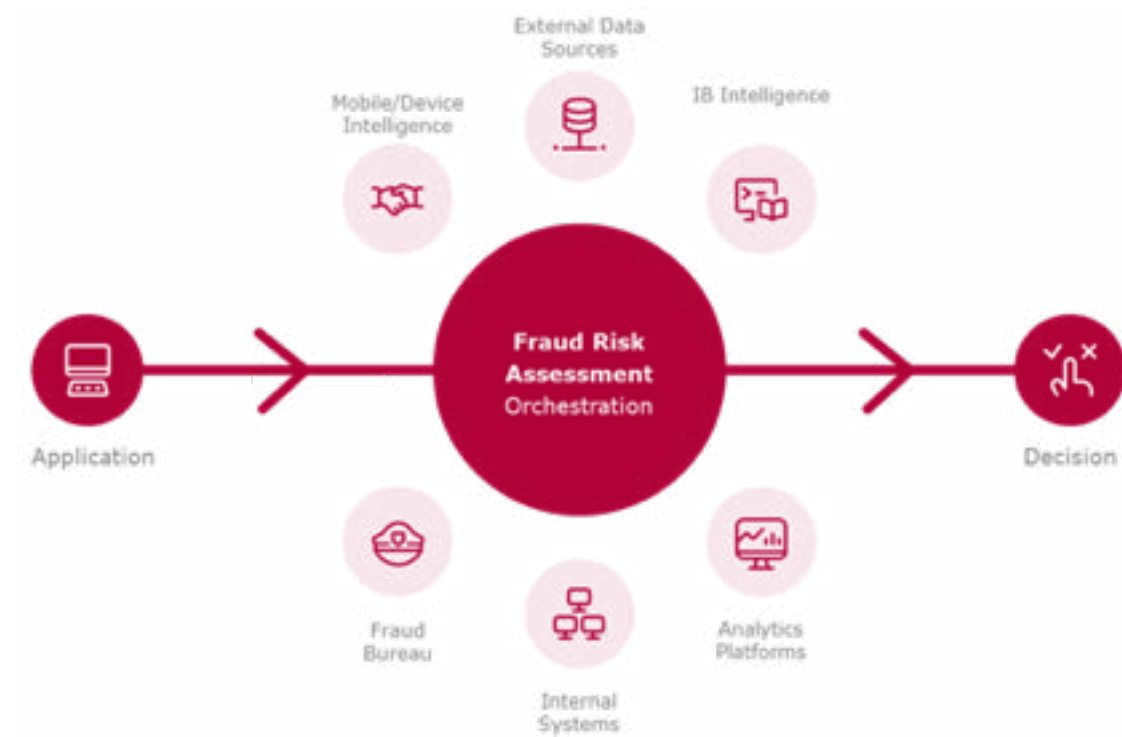 External Data
Sources
Mobile/Device
Intelligence
IB Intelligence
Fraud Risk
Assessment
Orchestration
Application
Decision
Fraud
Bureau
Internal
Systems
Analytics
Platforms